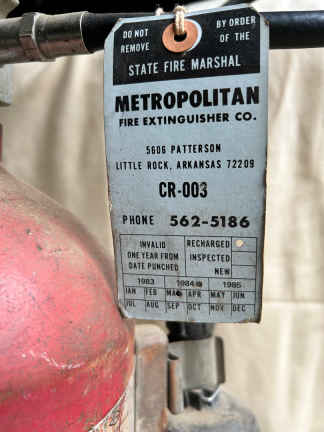 DO NOT REMOVE BY ORDER OF THE
STATE FIRE MARSHAL
METROPOLITAN
FIRE EXTINGUISHER CO.
5606 PATTERSON
LITTLE ROCK, ARKANSAS 72209
CR-003
PHONE 562-5186
INVALID ONE YEAR FROM DATE PUNCHED
RECHARGED
INSPECTED
NEW
1983 1984 1985
JAN FEB MAR APR MAY JUN
JUL AUG SEP OCT NOV DEC